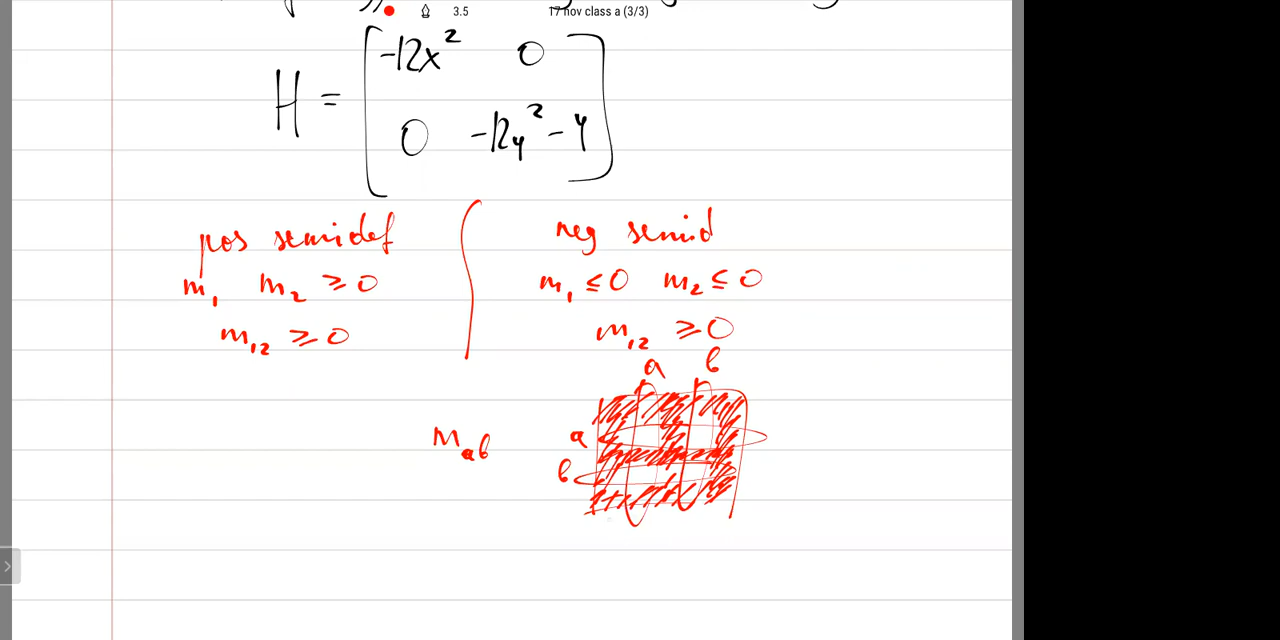 3.5 17 nov class a (3/3)
H = [ -12x² 0
0 -12y² - 4 ]
pos semidef
neg semid
m₁ m₂ ≥ 0
m₁ ≤ 0 m₂ ≤ 0
m₁₂ ≥ 0
m₁₂ ≥ 0
a b
a
M_ab
b